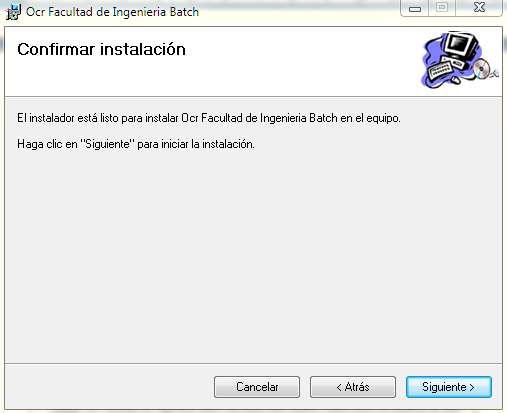 Ocr Facultad de Ingenieria Batch
Confirmar instalación
El instalador está listo para instalar Ocr Facultad de Ingenieria Batch en el equipo.
Haga clic en "Siguiente" para iniciar la instalación.
Cancelar
< Atrás
Siguiente >